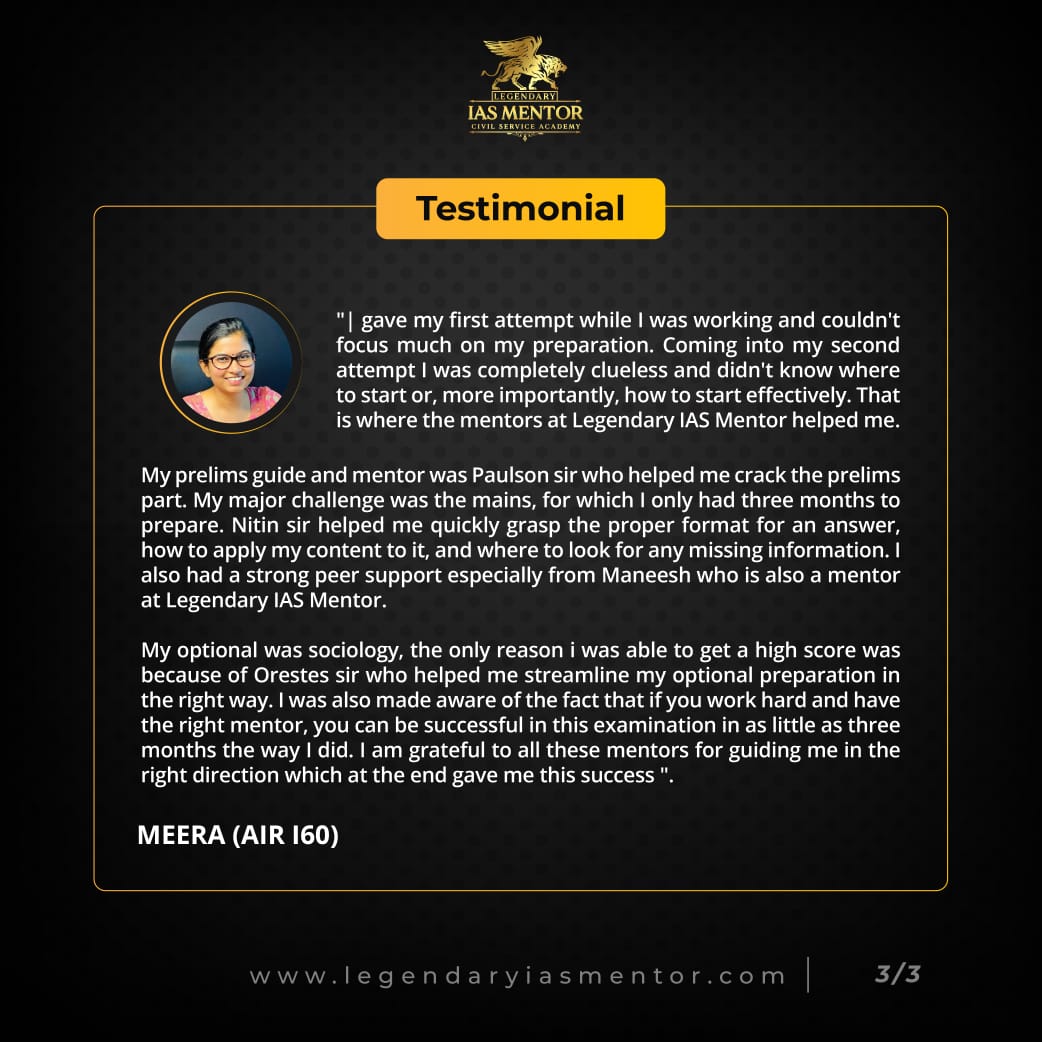 LEGENDARY
IAS MENTOR
CIVIL SERVICE ACADEMY
Testimonial
"| gave my first attempt while I was working and couldn't
focus much on my preparation. Coming into my second
attempt I was completely clueless and didn't know where
to start or, more importantly, how to start effectively. That
is where the mentors at Legendary IAS Mentor helped me.
My prelims guide and mentor was Paulson sir who helped me crack the prelims
part. My major challenge was the mains, for which I only had three months to
prepare. Nitin sir helped me quickly grasp the proper format for an answer,
how to apply my content to it, and where to look for any missing information. I
also had a strong peer support especially from Maneesh who is also a mentor
at Legendary IAS Mentor.
My optional was sociology, the only reason i was able to get a high score was
because of Orestes sir who helped me streamline my optional preparation in
the right way. I was also made aware of the fact that if you work hard and have
the right mentor, you can be successful in this examination in as little as three
months the way I did. I am grateful to all these mentors for guiding me in the
right direction which at the end gave me this success ".
MEERA (AIR I60)
www.legendaryiasmentor.com
3/3